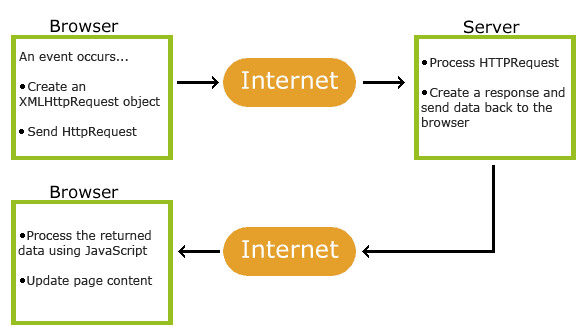 Browser
An event occurs...
•Create an
XMLHttpRequest object
•Send HttpRequest
Internet
Server
•Process HTTPRequest
•Create a response and
send data back to the
browser
Browser
•Process the returned
data using JavaScript
•Update page content
Internet